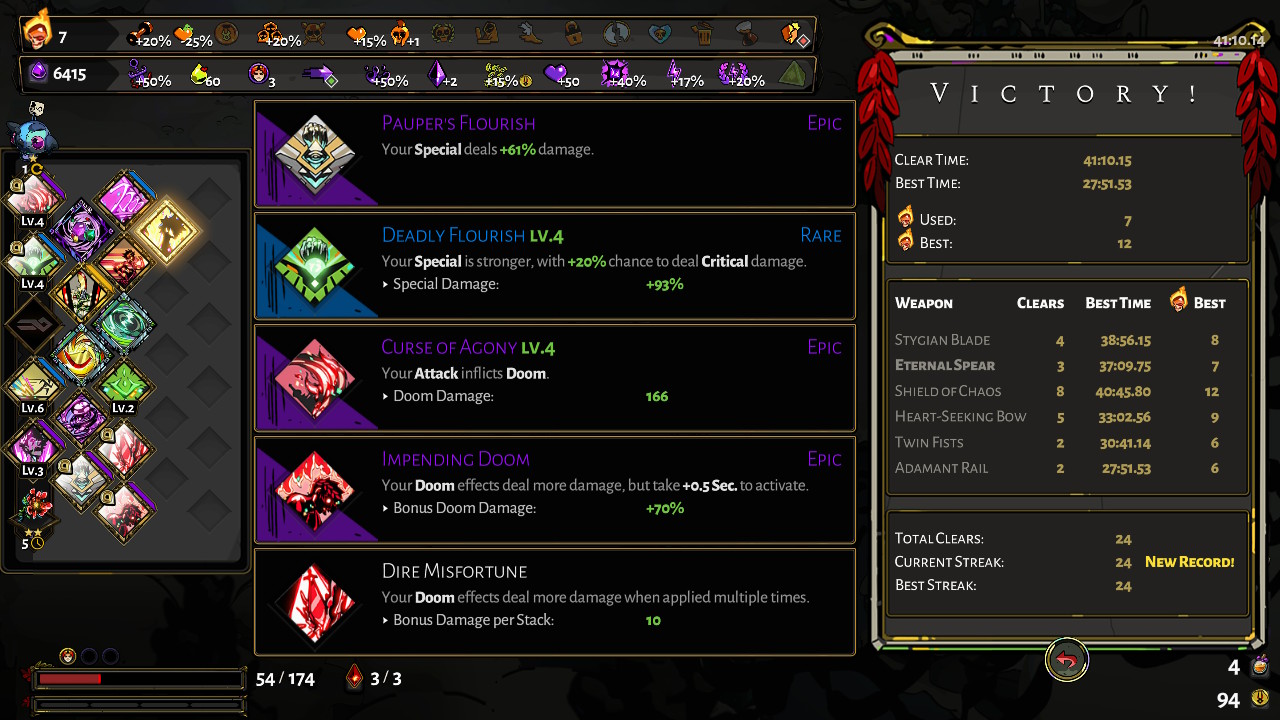 7
+20%
-25%
+20%
+15%
+1
6415
+50%
60
3
+50%
+2
+15%
+50
+40%
+17%
+20%
1
Lv.4
Lv.4
Lv.6
Lv.2
Lv.3
5
PAUPER'S FLOURISH
EPIC
Your Special deals +61% damage.
DEADLY FLOURISH LV.4
RARE
Your Special is stronger, with +20% chance to deal Critical damage.
‣ Special Damage: +93%
CURSE OF AGONY LV.4
EPIC
Your Attack inflicts Doom.
‣ Doom Damage: 166
IMPENDING DOOM
EPIC
Your Doom effects deal more damage, but take +0.5 Sec. to activate.
‣ Bonus Doom Damage: +70%
DIRE MISFORTUNE
Your Doom effects deal more damage when applied multiple times.
‣ Bonus Damage per Stack: 10
54 / 174
3 / 3
41:10.14
VICTORY!
CLEAR TIME: 41:10.15
BEST TIME: 27:51.53
USED: 7
BEST: 12
WEAPON CLEARS BEST TIME BEST
STYGIAN BLADE 4 38:56.15 8
ETERNAL SPEAR 3 37:09.75 7
SHIELD OF CHAOS 8 40:45.80 12
HEART-SEEKING BOW 5 33:02.56 9
TWIN FISTS 2 30:41.14 6
ADAMANT RAIL 2 27:51.53 6
TOTAL CLEARS: 24
CURRENT STREAK: 24 NEW RECORD!
BEST STREAK: 24
4
94